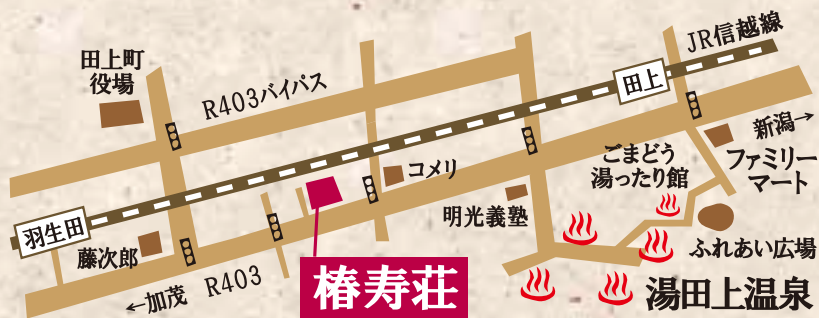 JR信越線
田上町
役場
R403バイパス
田上
新潟→
ごまどう
湯ったり館
ファミリー
マート
コメリ
明光義塾
羽生田
藤次郎
ふれあい広場
←加茂 R403
椿寿荘
湯田上温泉